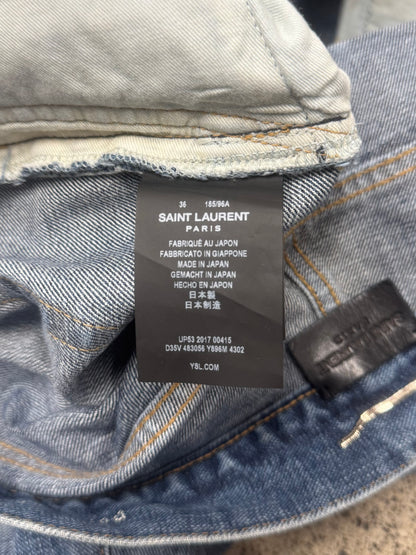 36 185/96A
SAINT LAURENT
PARIS
FABRIQUÉ AU JAPON
FABBRICATO IN GIAPPONE
MADE IN JAPAN
GEMACHT IN JAPAN
HECHO EN JAPON
日本製
日本制造
UP53 2017 00415
D35V 483056 Y896M 4302
YSL.COM